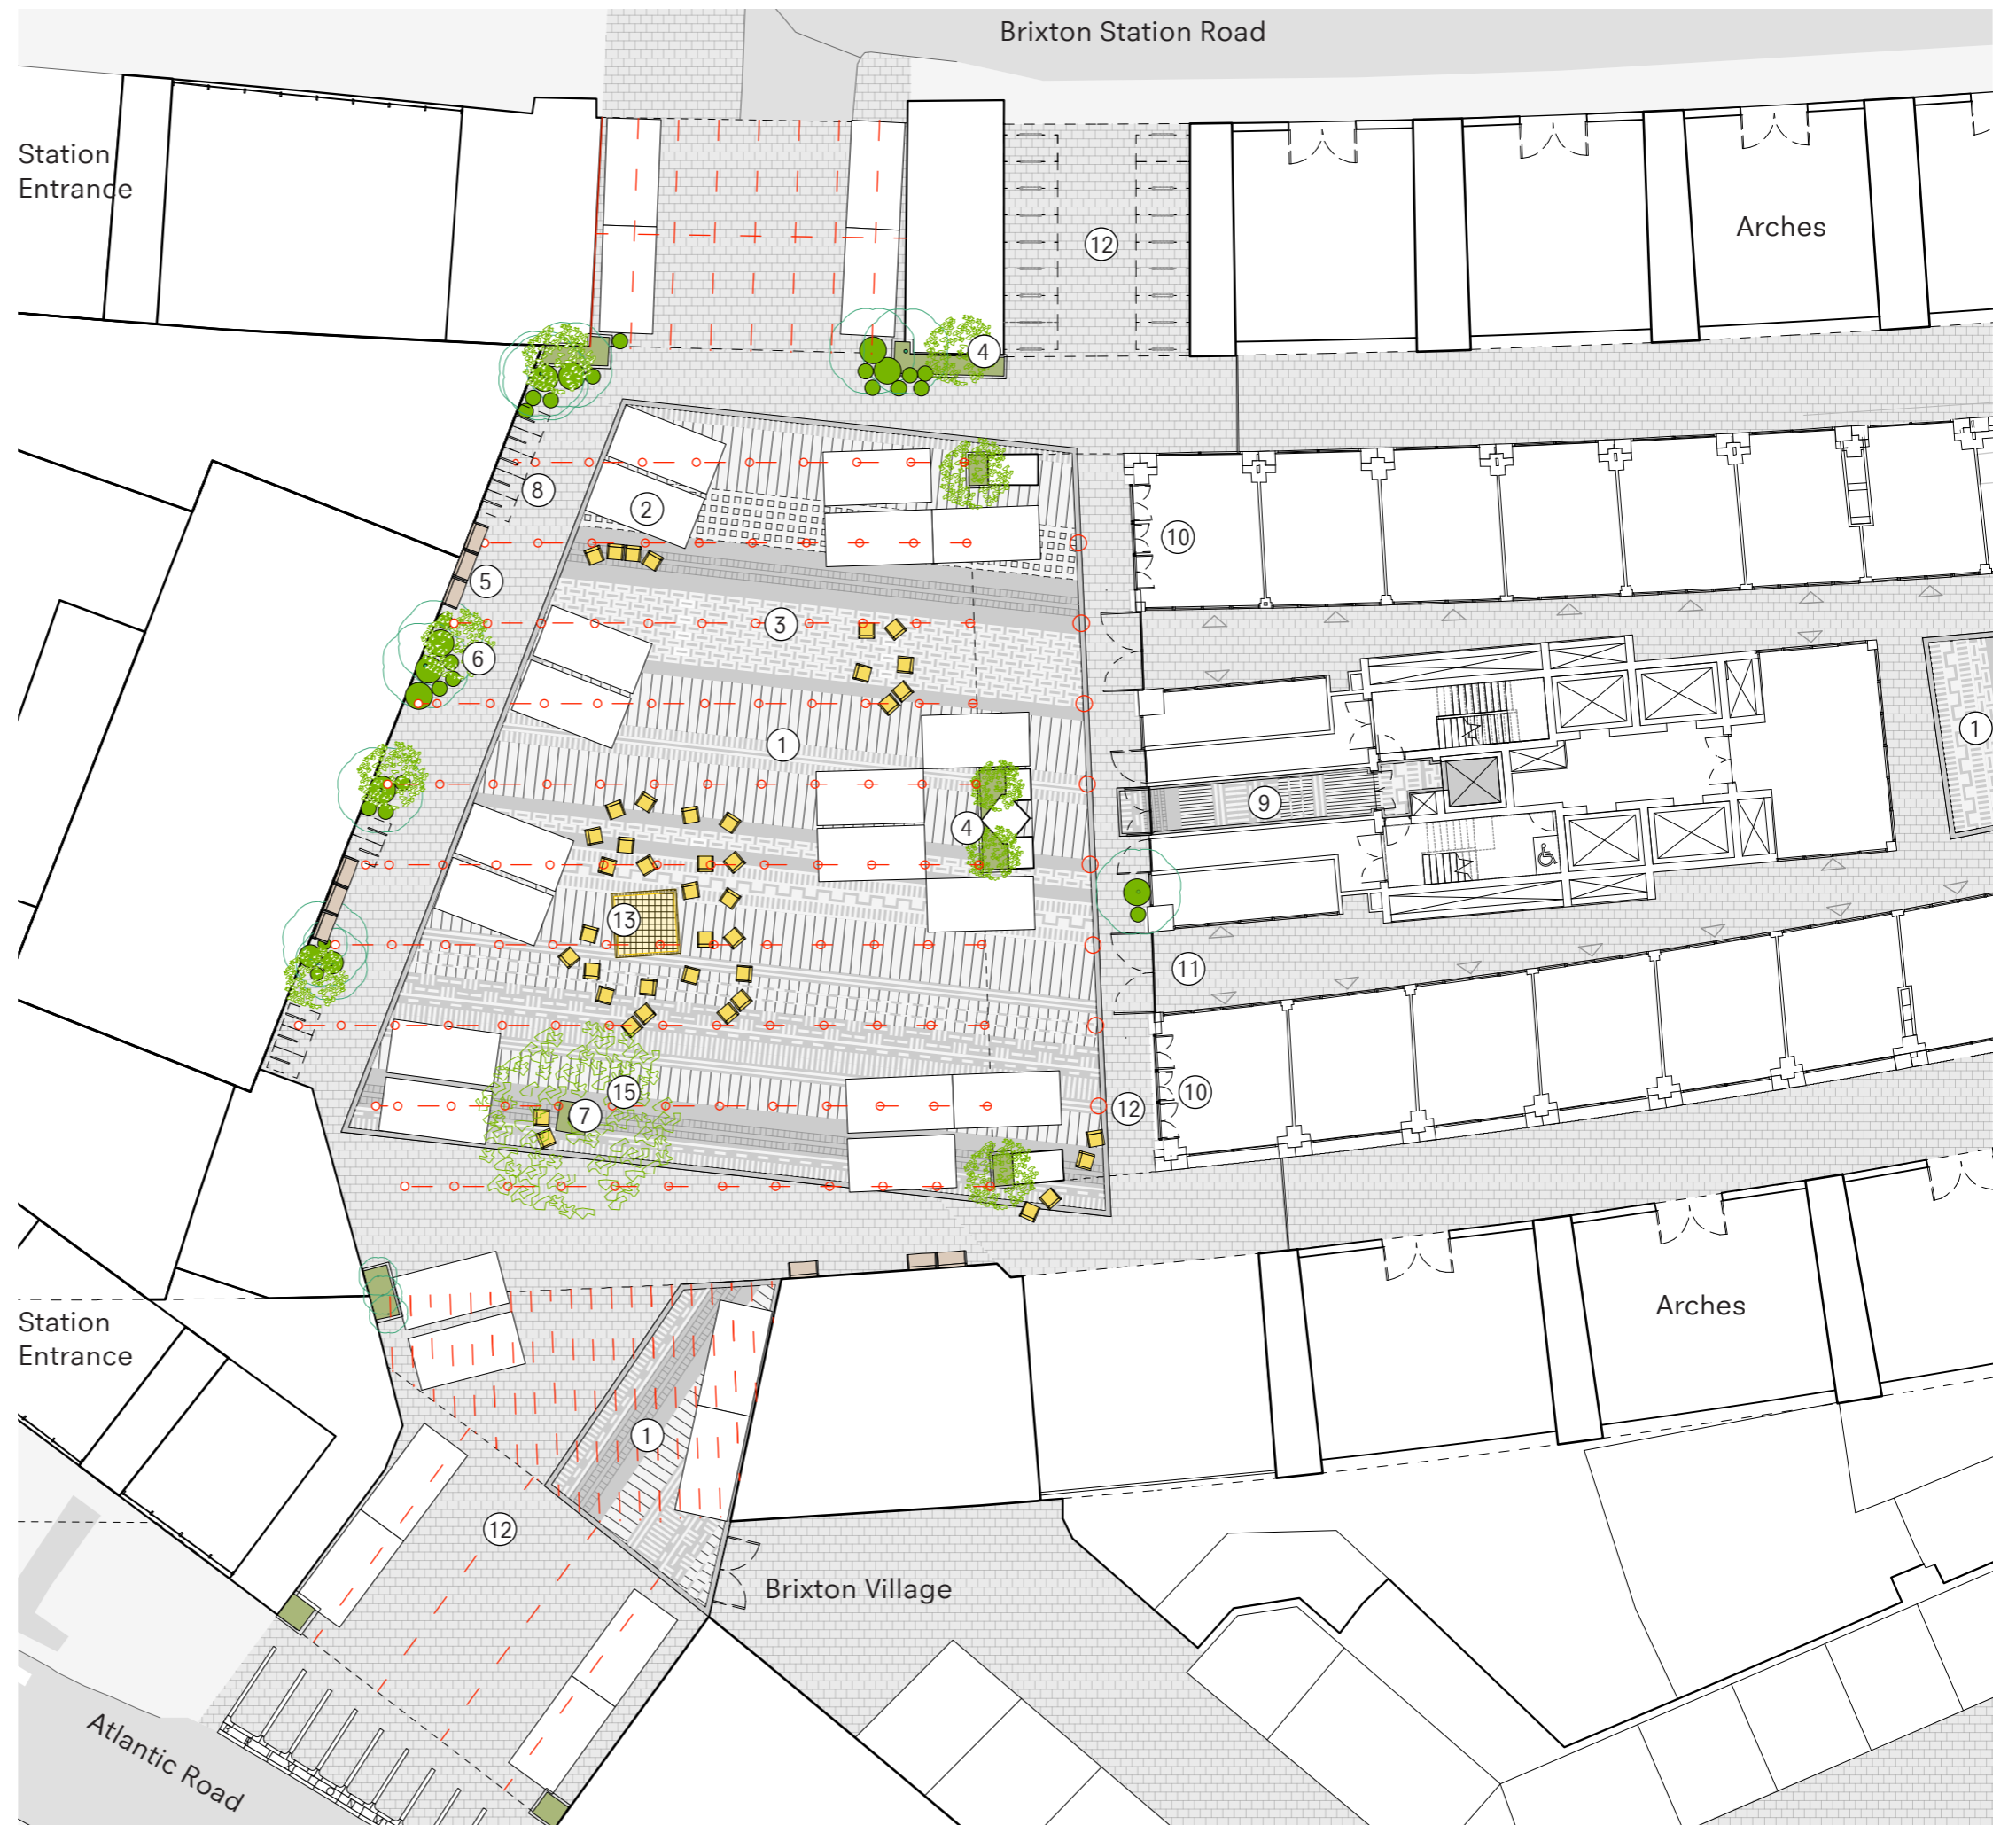 Brixton Station Road
Station
Entrance
Arches
12
4
8
2
10
5
3
6
1
1
9
4
13
11
15
7
12
10
Station
Entrance
Arches
1
12
Brixton Village
Atlantic Road